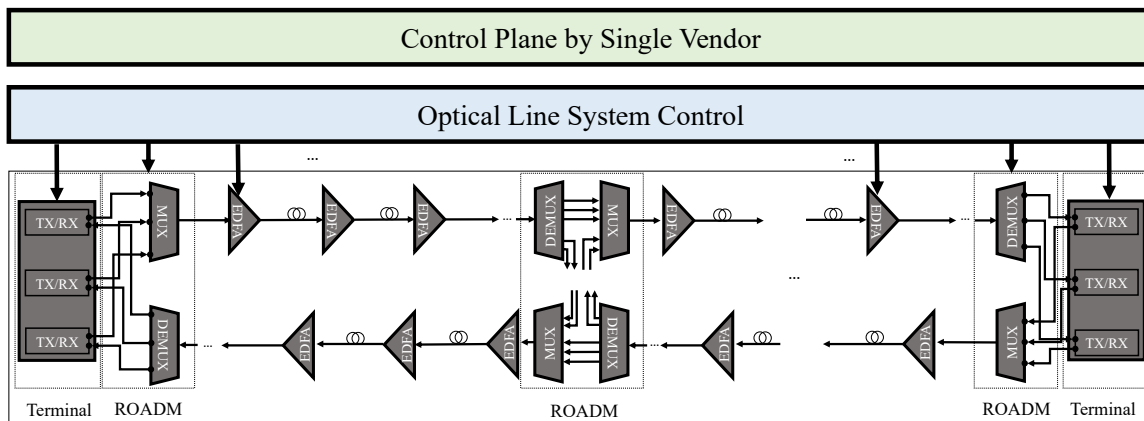 Control Plane by Single Vendor
Optical Line System Control
... ...
TX/RX MUX EDFA EDFA EDFA ... DEMUX MUX EDFA EDFA ... DEMUX TX/RX
TX/RX ... TX/RX
TX/RX DEMUX ... EDFA EDFA EDFA MUX DEMUX ... EDFA EDFA MUX TX/RX
Terminal ROADM ROADM ROADM Terminal